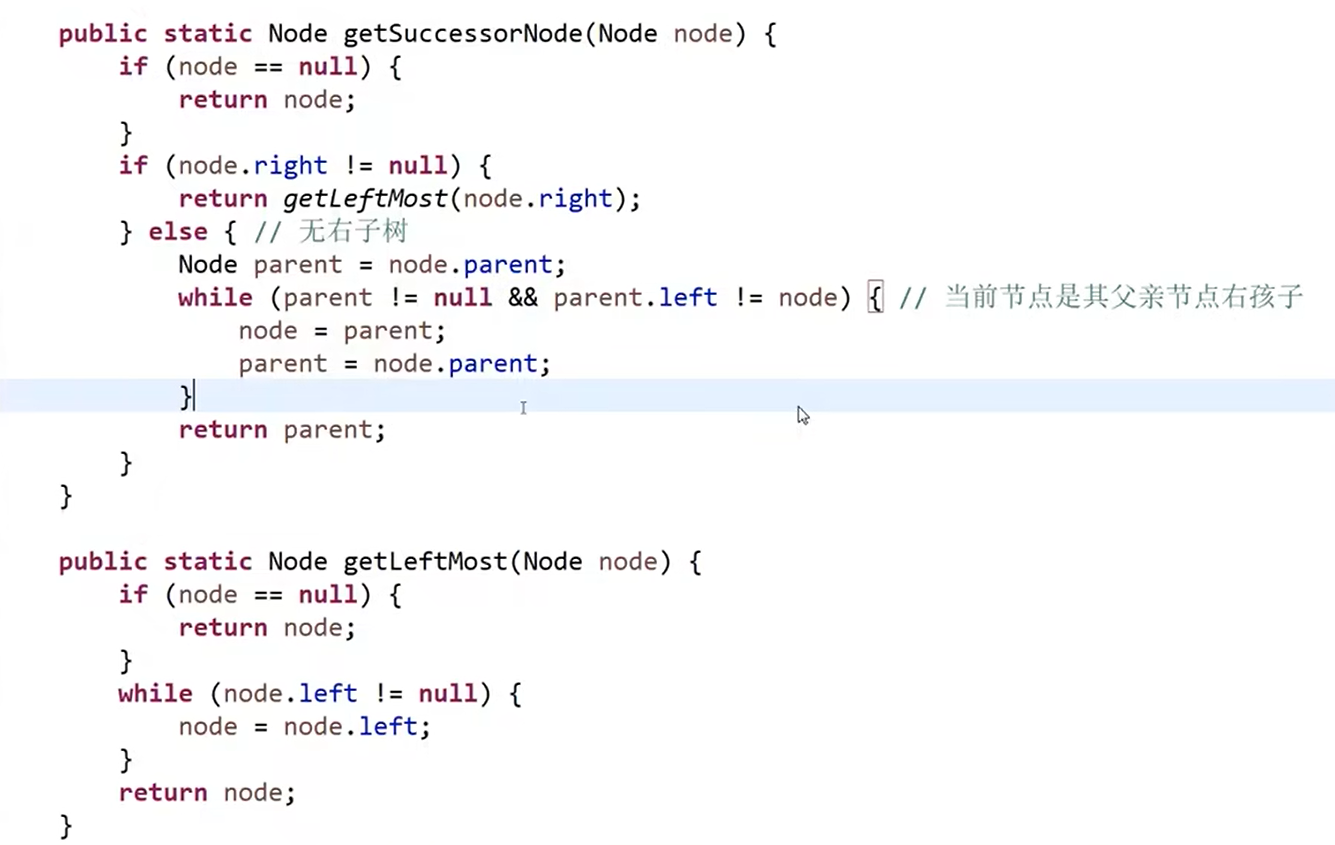 public static Node getSuccessorNode(Node node) {
    if (node == null) {
        return node;
    }
    if (node.right != null) {
        return getLeftMost(node.right);
    } else { // 无右子树
        Node parent = node.parent;
        while (parent != null && parent.left != node) { // 当前节点是其父亲节点右孩子
            node = parent;
            parent = node.parent;
        }
        return parent;
    }
}
public static Node getLeftMost(Node node) {
    if (node == null) {
        return node;
    }
    while (node.left != null) {
        node = node.left;
    }
    return node;
}